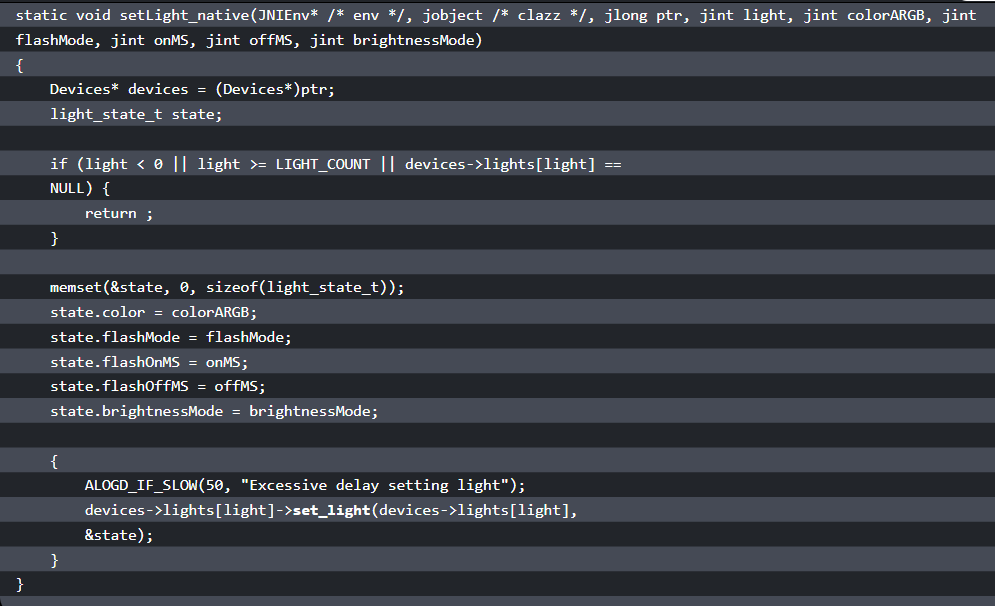 static void setLight_native(JNIEnv* /* env */, jobject /* clazz */, jlong ptr, jint light, jint colorARGB, jint
flashMode, jint onMS, jint offMS, jint brightnessMode)
{
    Devices* devices = (Devices*)ptr;
    light_state_t state;

    if (light < 0 || light >= LIGHT_COUNT || devices->lights[light] ==
    NULL) {
        return ;
    }

    memset(&state, 0, sizeof(light_state_t));
    state.color = colorARGB;
    state.flashMode = flashMode;
    state.flashOnMS = onMS;
    state.flashOffMS = offMS;
    state.brightnessMode = brightnessMode;

    {
        ALOGD_IF_SLOW(50, "Excessive delay setting light");
        devices->lights[light]->set_light(devices->lights[light],
        &state);
    }
}